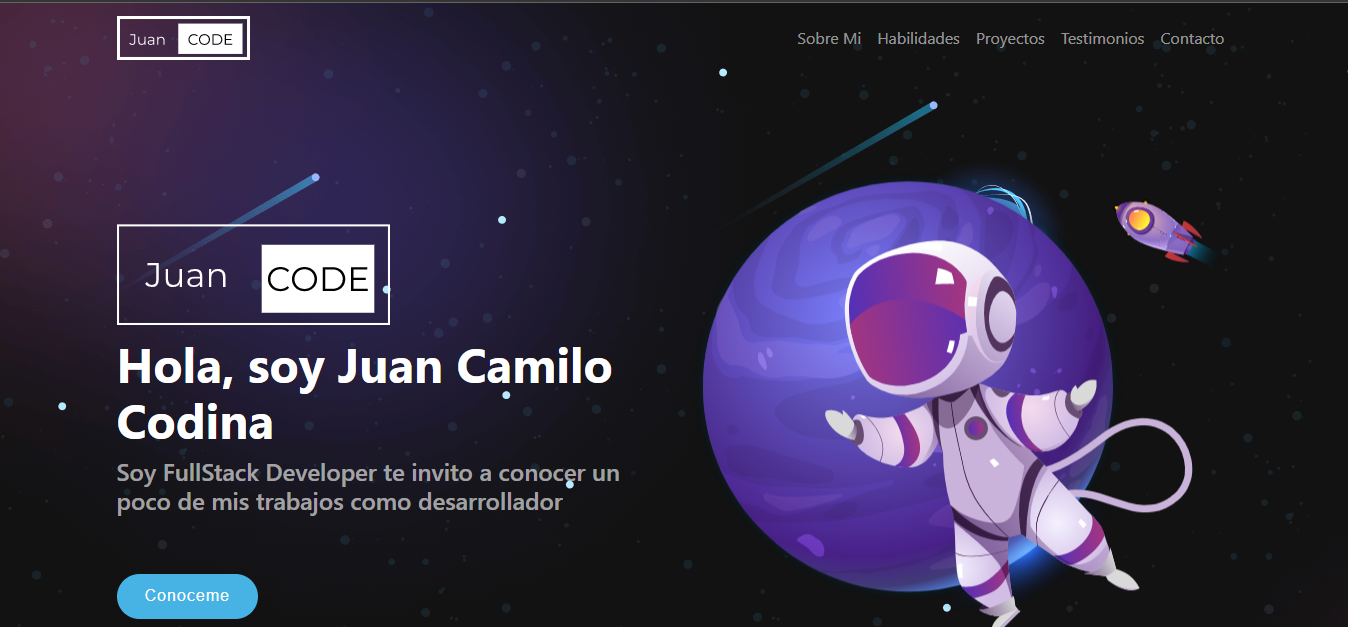 Juan CODE
Sobre Mi Habilidades Proyectos Testimonios Contacto
Juan CODE
Hola, soy Juan Camilo
Codina
Soy FullStack Developer te invito a conocer un
poco de mis trabajos como desarrollador
Conoceme